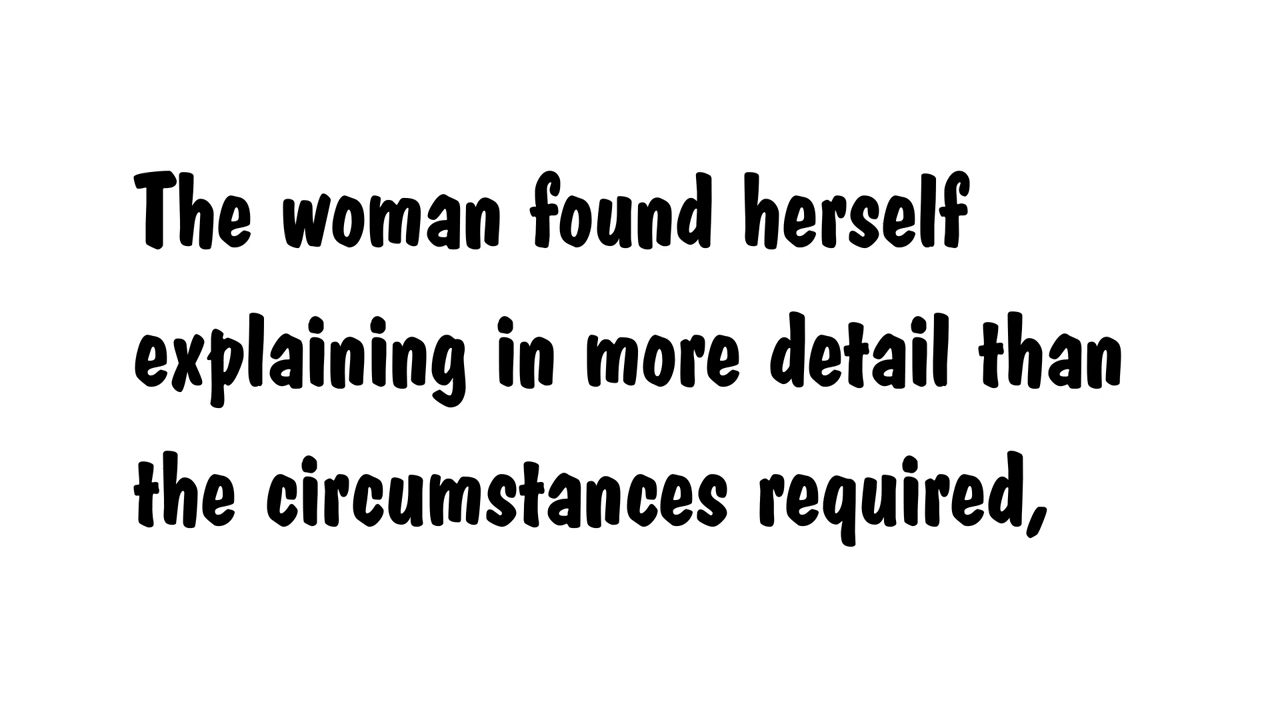 The woman found herself
explaining in more detail than
the circumstances required,